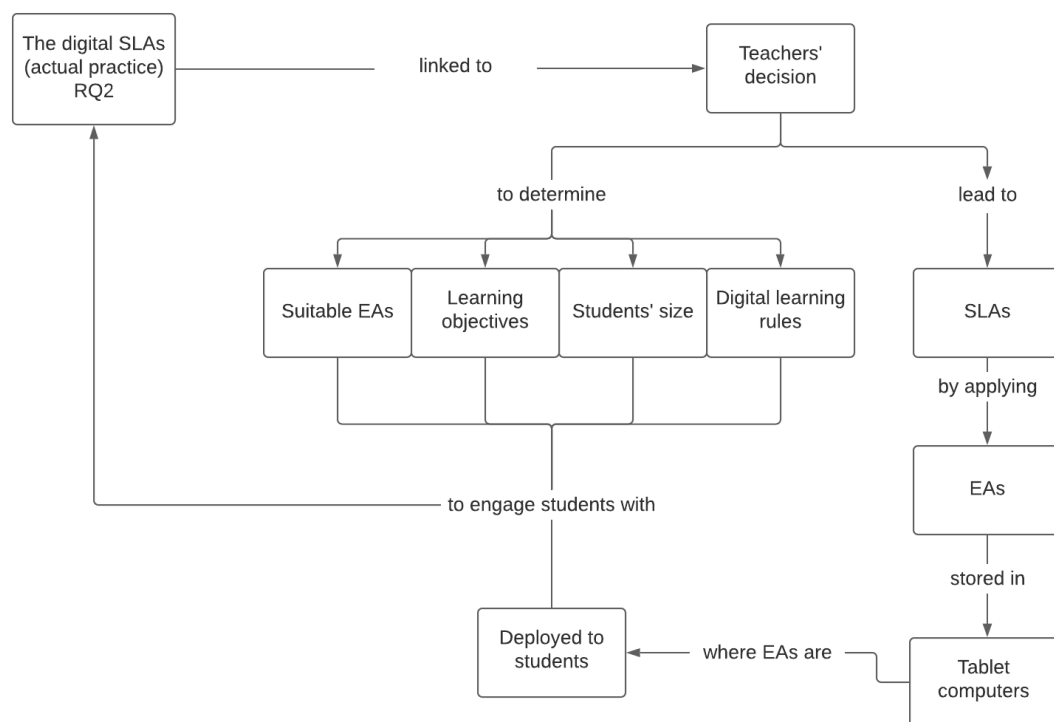 The digital SLAs
(actual practice)
RQ2
linked to
Teachers'
decision
to determine
lead to
Suitable EAs
Learning
objectives
Students' size
Digital learning
rules
SLAs
by applying
EAs
to engage students with
stored in
Deployed to
students
where EAs are
Tablet
computers